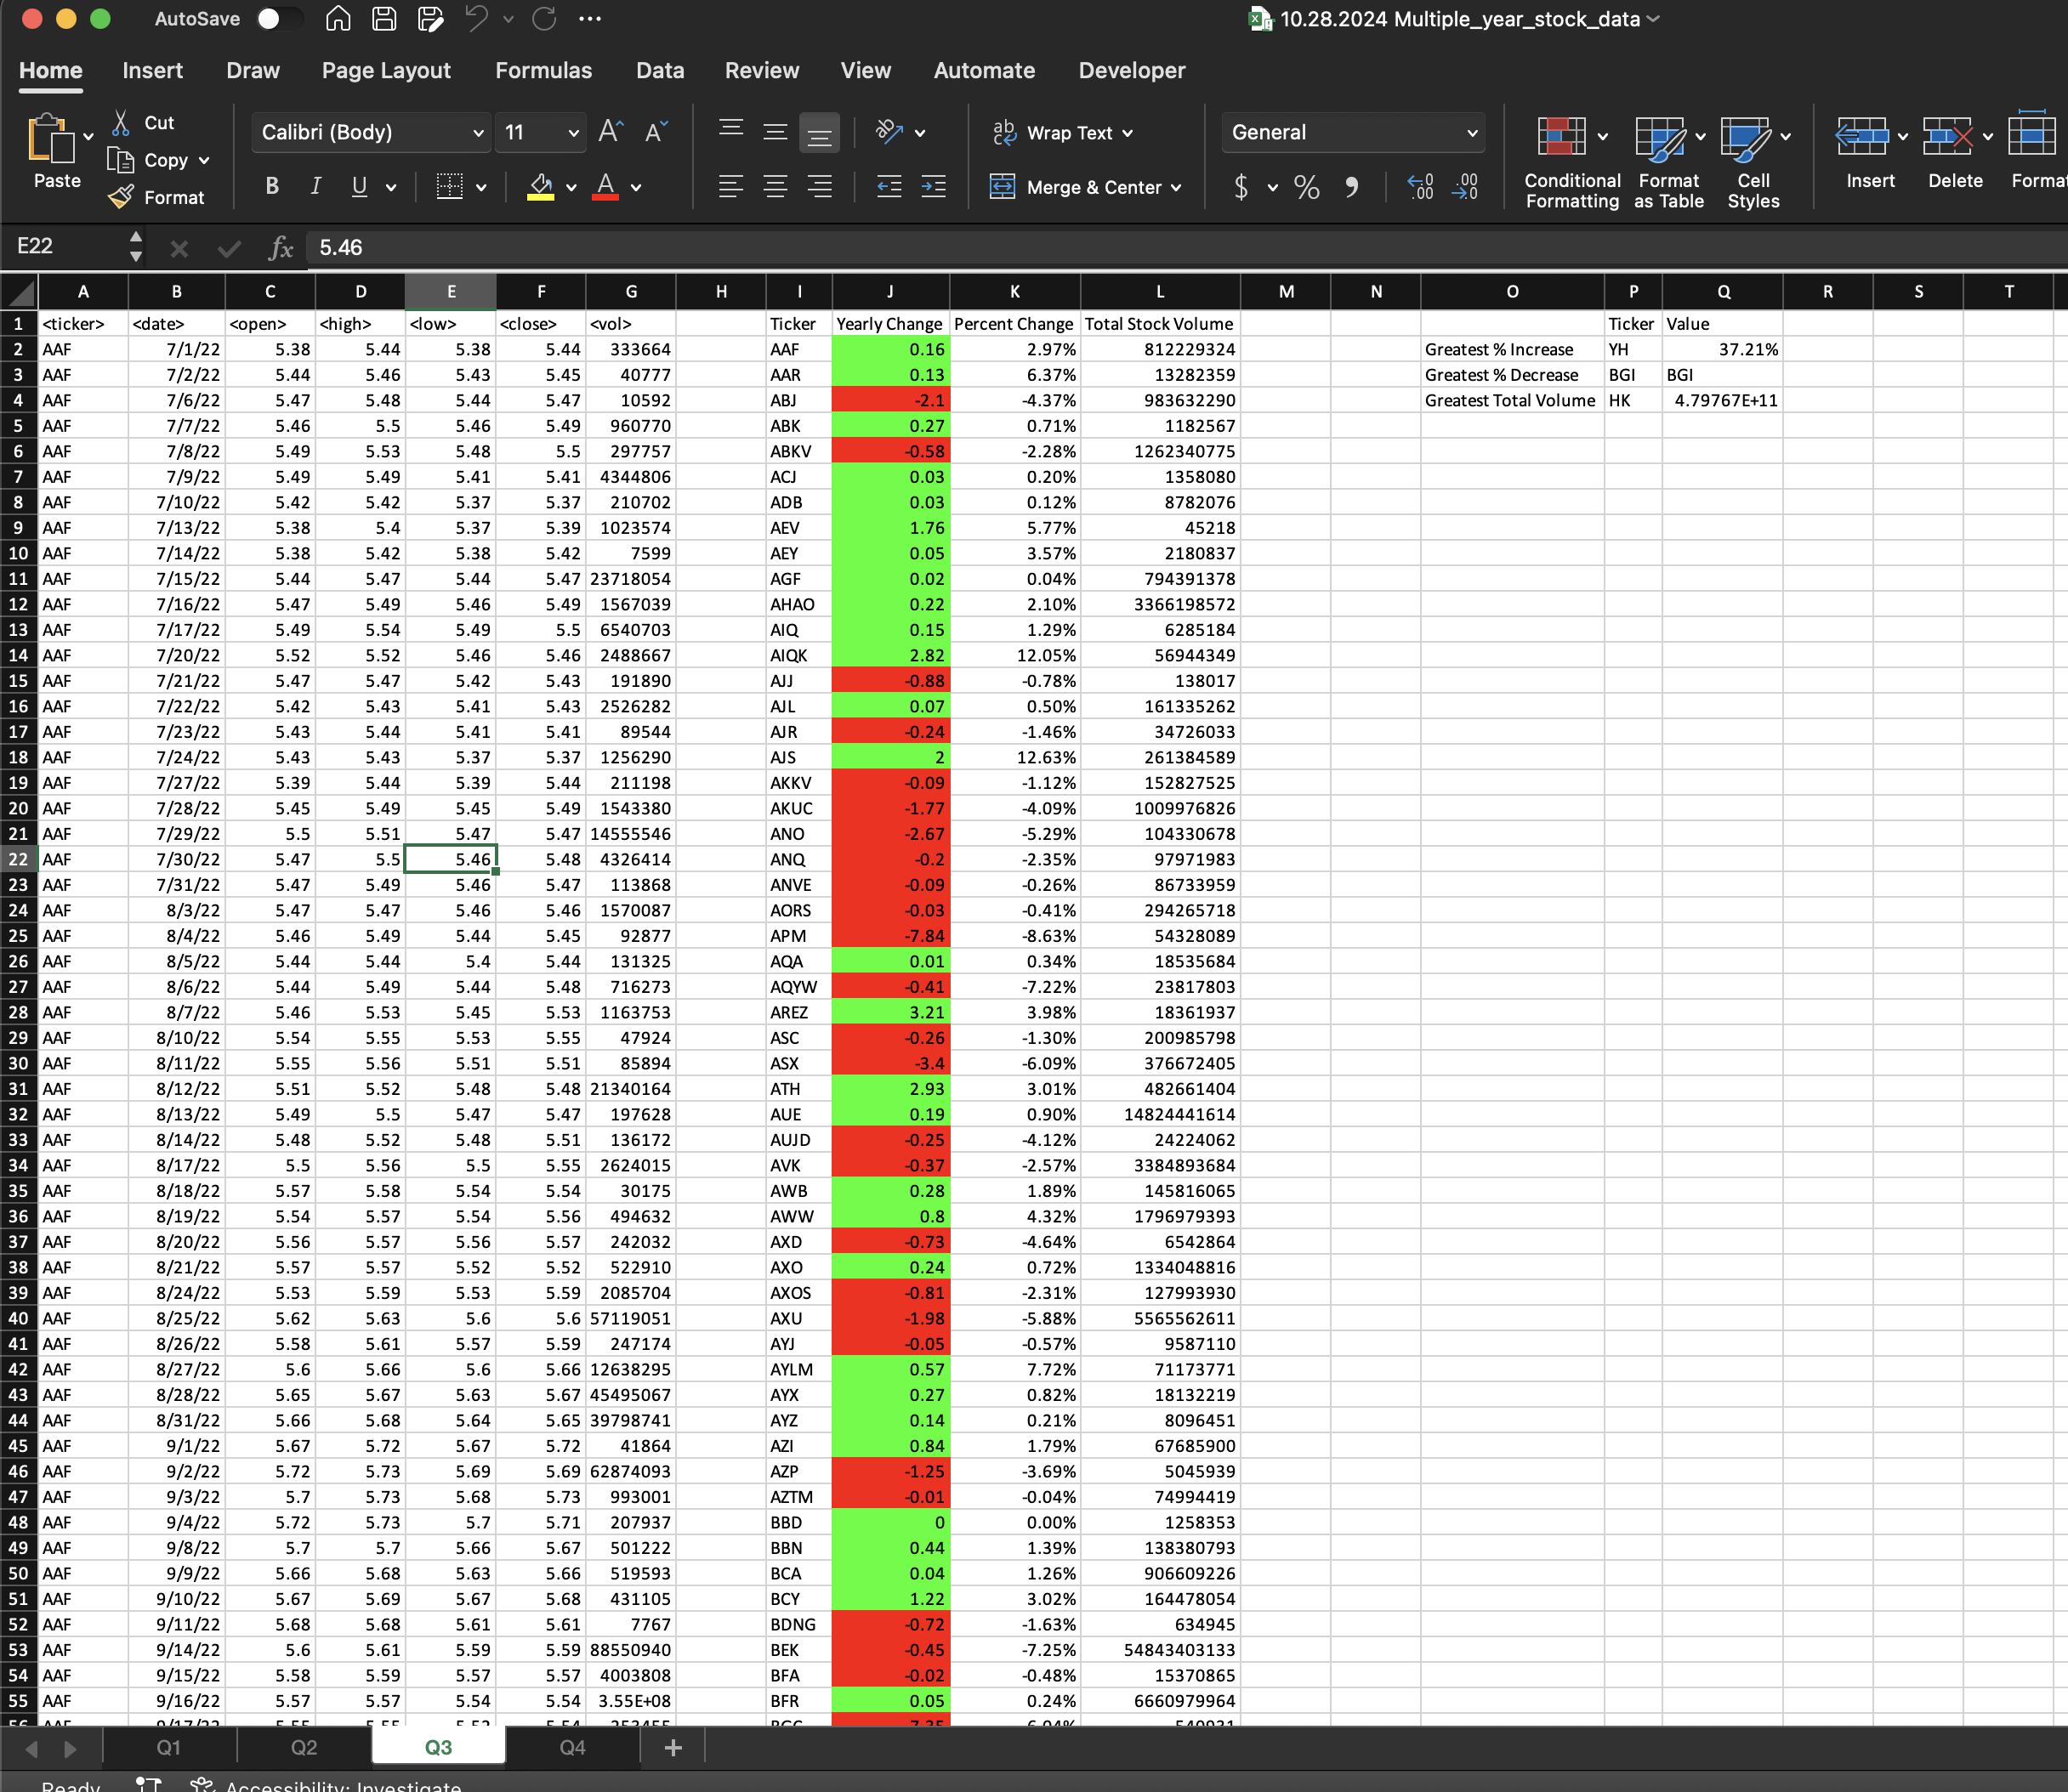 AutoSave 10.28.2024 Multiple_year_stock_data
Home Insert Draw Page Layout Formulas Data Review View Automate Developer
Paste Cut Copy Format Calibri (Body) 11 Wrap Text Merge & Center General Conditional Formatting Format as Table Cell Styles Insert Delete
E22 fx 5.46
A B C D E F G H I J K L M N O P Q R S T
1 <ticker> <date> <open> <high> <low> <close> <vol> Ticker Yearly Change Percent Change Total Stock Volume Ticker Value
2 AAF 7/1/22 5.38 5.44 5.38 5.44 333664 AAF 0.16 2.97% 812229324 Greatest % Increase YH 37.21%
3 AAF 7/2/22 5.44 5.46 5.43 5.45 40777 AAR 0.13 6.37% 13282359 Greatest % Decrease BGI BGI
4 AAF 7/6/22 5.47 5.48 5.44 5.47 10592 ABJ -2.1 -4.37% 983632290 Greatest Total Volume HK 4.79767E+11
5 AAF 7/7/22 5.46 5.5 5.46 5.49 960770 ABK 0.27 0.71% 1182567
6 AAF 7/8/22 5.49 5.53 5.48 5.5 297757 ABKV -0.58 -2.28% 1262340775
7 AAF 7/9/22 5.49 5.49 5.41 5.41 4344806 ACJ 0.03 0.20% 1358080
8 AAF 7/10/22 5.42 5.42 5.37 5.37 210702 ADB 0.03 0.12% 8782076
9 AAF 7/13/22 5.38 5.4 5.37 5.39 1023574 AEV 1.76 5.77% 45218
10 AAF 7/14/22 5.38 5.42 5.38 5.42 7599 AEY 0.05 3.57% 2180837
11 AAF 7/15/22 5.44 5.47 5.44 5.47 23718054 AGF 0.02 0.04% 794391378
12 AAF 7/16/22 5.47 5.49 5.46 5.49 1567039 AHAO 0.22 2.10% 3366198572
13 AAF 7/17/22 5.49 5.54 5.49 5.5 6540703 AIQ 0.15 1.29% 6285184
14 AAF 7/20/22 5.52 5.52 5.46 5.46 2488667 AIQK 2.82 12.05% 56944349
15 AAF 7/21/22 5.47 5.47 5.42 5.43 191890 AJJ -0.88 -0.78% 138017
16 AAF 7/22/22 5.42 5.43 5.41 5.43 2526282 AJL 0.07 0.50% 161335262
17 AAF 7/23/22 5.43 5.44 5.41 5.41 89544 AJR -0.24 -1.46% 34726033
18 AAF 7/24/22 5.43 5.43 5.37 5.37 1256290 AJS 2 12.63% 261384589
19 AAF 7/27/22 5.39 5.44 5.39 5.44 211198 AKKV -0.09 -1.12% 152827525
20 AAF 7/28/22 5.45 5.49 5.45 5.49 1543380 AKUC -1.77 -4.09% 1009976826
21 AAF 7/29/22 5.5 5.51 5.47 5.47 14555546 ANO -2.67 -5.29% 104330678
22 AAF 7/30/22 5.47 5.5 5.46 5.48 4326414 ANQ -0.2 -2.35% 97971983
23 AAF 7/31/22 5.47 5.49 5.46 5.47 113868 ANVE -0.09 -0.26% 86733959
24 AAF 8/3/22 5.47 5.47 5.46 5.46 1570087 AORS -0.03 -0.41% 294265718
25 AAF 8/4/22 5.46 5.49 5.44 5.45 92877 APM -7.84 -8.63% 54328089
26 AAF 8/5/22 5.44 5.44 5.4 5.44 131325 AQA 0.01 0.34% 18535684
27 AAF 8/6/22 5.44 5.49 5.44 5.48 716273 AQYW -0.41 -7.22% 23817803
28 AAF 8/7/22 5.46 5.53 5.45 5.53 1163753 AREZ 3.21 3.98% 18361937
29 AAF 8/10/22 5.54 5.55 5.53 5.55 47924 ASC -0.26 -1.30% 200985798
30 AAF 8/11/22 5.55 5.56 5.51 5.51 85894 ASX -3.4 -6.09% 376672405
31 AAF 8/12/22 5.51 5.52 5.48 5.48 21340164 ATH 2.93 3.01% 482661404
32 AAF 8/13/22 5.49 5.5 5.47 5.47 197628 AUE 0.19 0.90% 14824441614
33 AAF 8/14/22 5.48 5.52 5.48 5.51 136172 AUJD -0.25 -4.12% 24224062
34 AAF 8/17/22 5.5 5.56 5.5 5.55 2624015 AVK -0.37 -2.57% 3384893684
35 AAF 8/18/22 5.57 5.58 5.54 5.54 30175 AWB 0.28 1.89% 145816065
36 AAF 8/19/22 5.54 5.57 5.54 5.56 494632 AWW 0.8 4.32% 1796979393
37 AAF 8/20/22 5.56 5.57 5.56 5.57 242032 AXD -0.73 -4.64% 6542864
38 AAF 8/21/22 5.57 5.57 5.52 5.52 522910 AXO 0.24 0.72% 1334048816
39 AAF 8/24/22 5.53 5.59 5.53 5.59 2085704 AXOS -0.81 -2.31% 127993930
40 AAF 8/25/22 5.62 5.63 5.6 5.6 57119051 AXU -1.98 -5.88% 5565562611
41 AAF 8/26/22 5.58 5.61 5.57 5.59 247174 AYJ -0.05 -0.57% 9587110
42 AAF 8/27/22 5.6 5.66 5.6 5.66 12638295 AYLM 0.57 7.72% 71173771
43 AAF 8/28/22 5.65 5.67 5.63 5.67 45495067 AYX 0.27 0.82% 18132219
44 AAF 8/31/22 5.66 5.68 5.64 5.65 39798741 AYZ 0.14 0.21% 8096451
45 AAF 9/1/22 5.67 5.72 5.67 5.72 41864 AZI 0.84 1.79% 67685900
46 AAF 9/2/22 5.72 5.73 5.69 5.69 62874093 AZP -1.25 -3.69% 5045939
47 AAF 9/3/22 5.7 5.73 5.68 5.73 993001 AZTM -0.01 -0.04% 74994419
48 AAF 9/4/22 5.72 5.73 5.7 5.71 207937 BBD 0 0.00% 1258353
49 AAF 9/8/22 5.7 5.7 5.66 5.67 501222 BBN 0.44 1.39% 138380793
50 AAF 9/9/22 5.66 5.68 5.63 5.66 519593 BCA 0.04 1.26% 906609226
51 AAF 9/10/22 5.67 5.69 5.67 5.68 431105 BCY 1.22 3.02% 164478054
52 AAF 9/11/22 5.68 5.68 5.61 5.61 7767 BDNG -0.72 -1.63% 634945
53 AAF 9/14/22 5.6 5.61 5.59 5.59 88550940 BEK -0.45 -7.25% 54843403133
54 AAF 9/15/22 5.58 5.59 5.57 5.57 4003808 BFA -0.02 -0.48% 15370865
55 AAF 9/16/22 5.57 5.57 5.54 5.54 3.55E+08 BFR 0.05 0.24% 6660979964
Q1 Q2 Q3 Q4 +
Ready Accessibility: Investigate